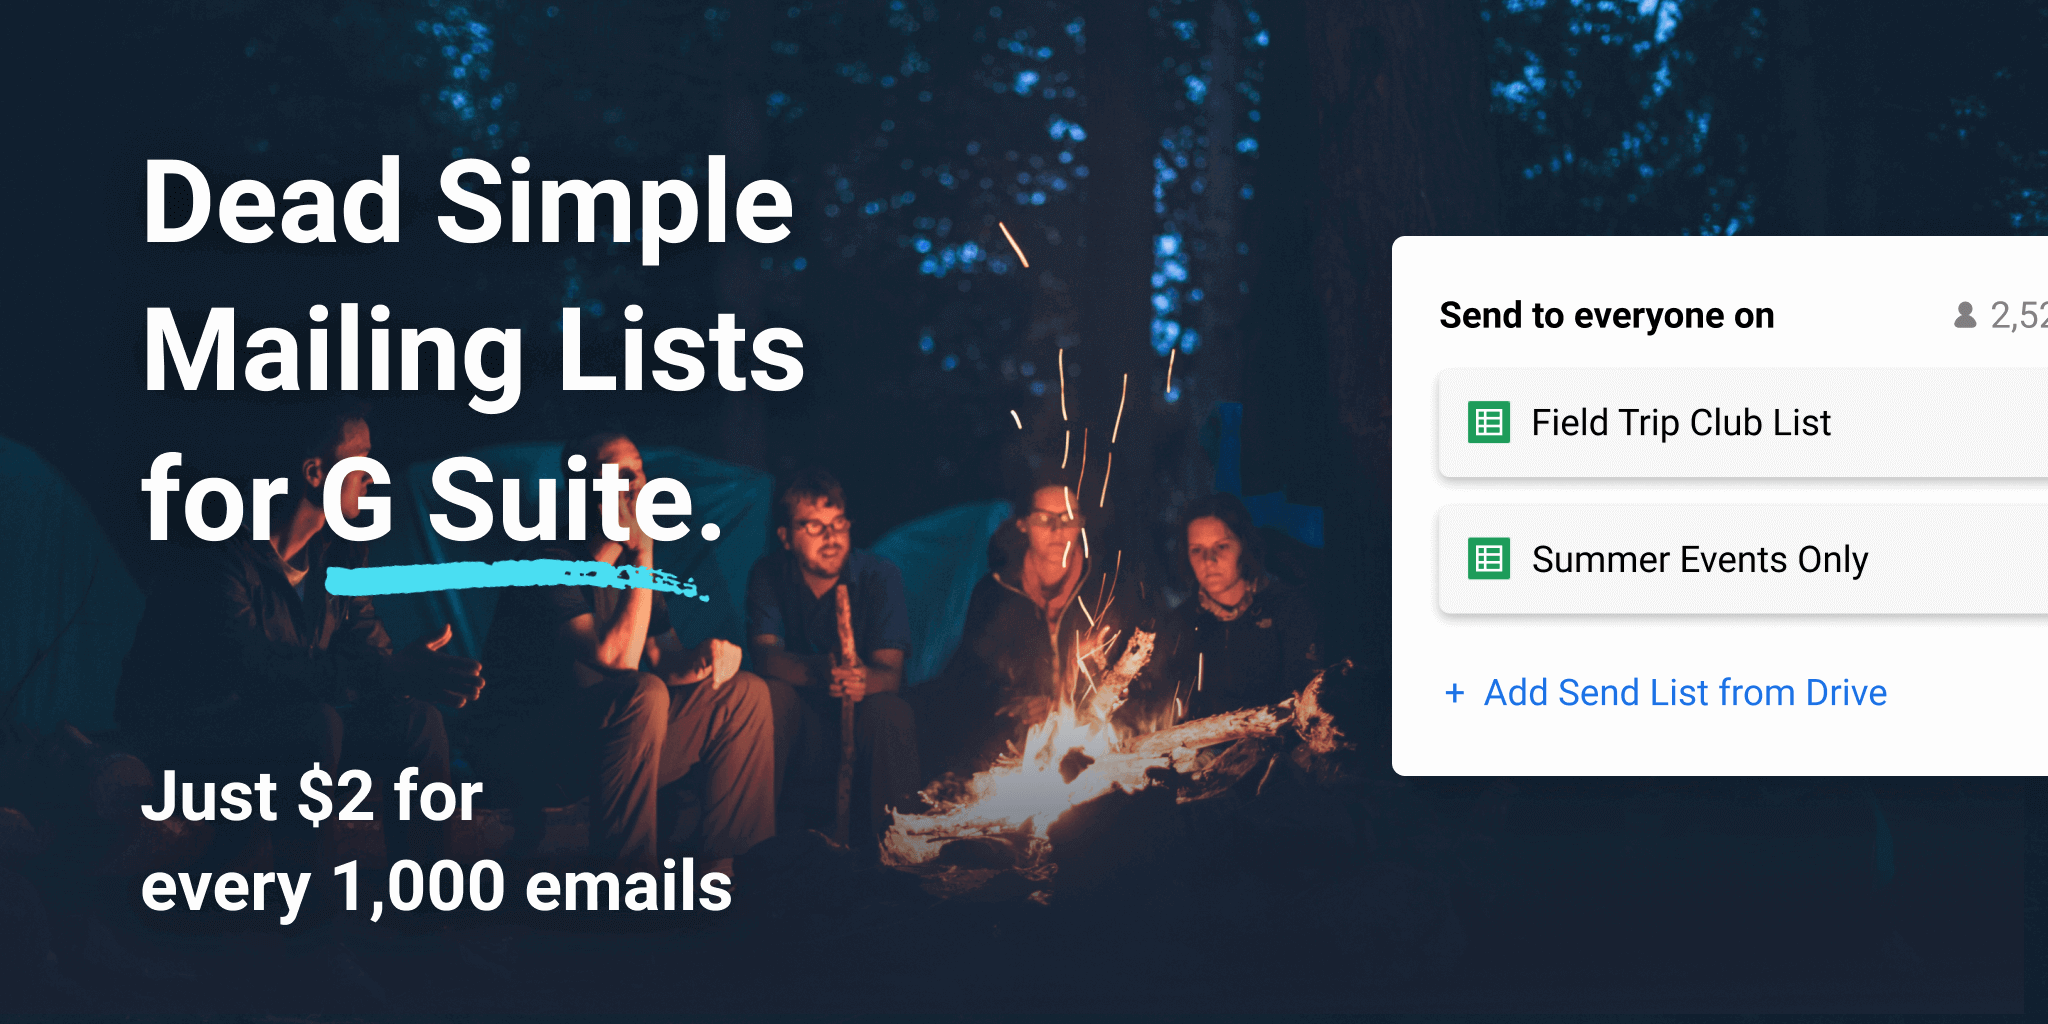 Dead Simple
Mailing Lists
for G Suite.
Just $2 for
every 1,000 emails
Send to everyone on
Field Trip Club List
Summer Events Only
+ Add Send List from Drive